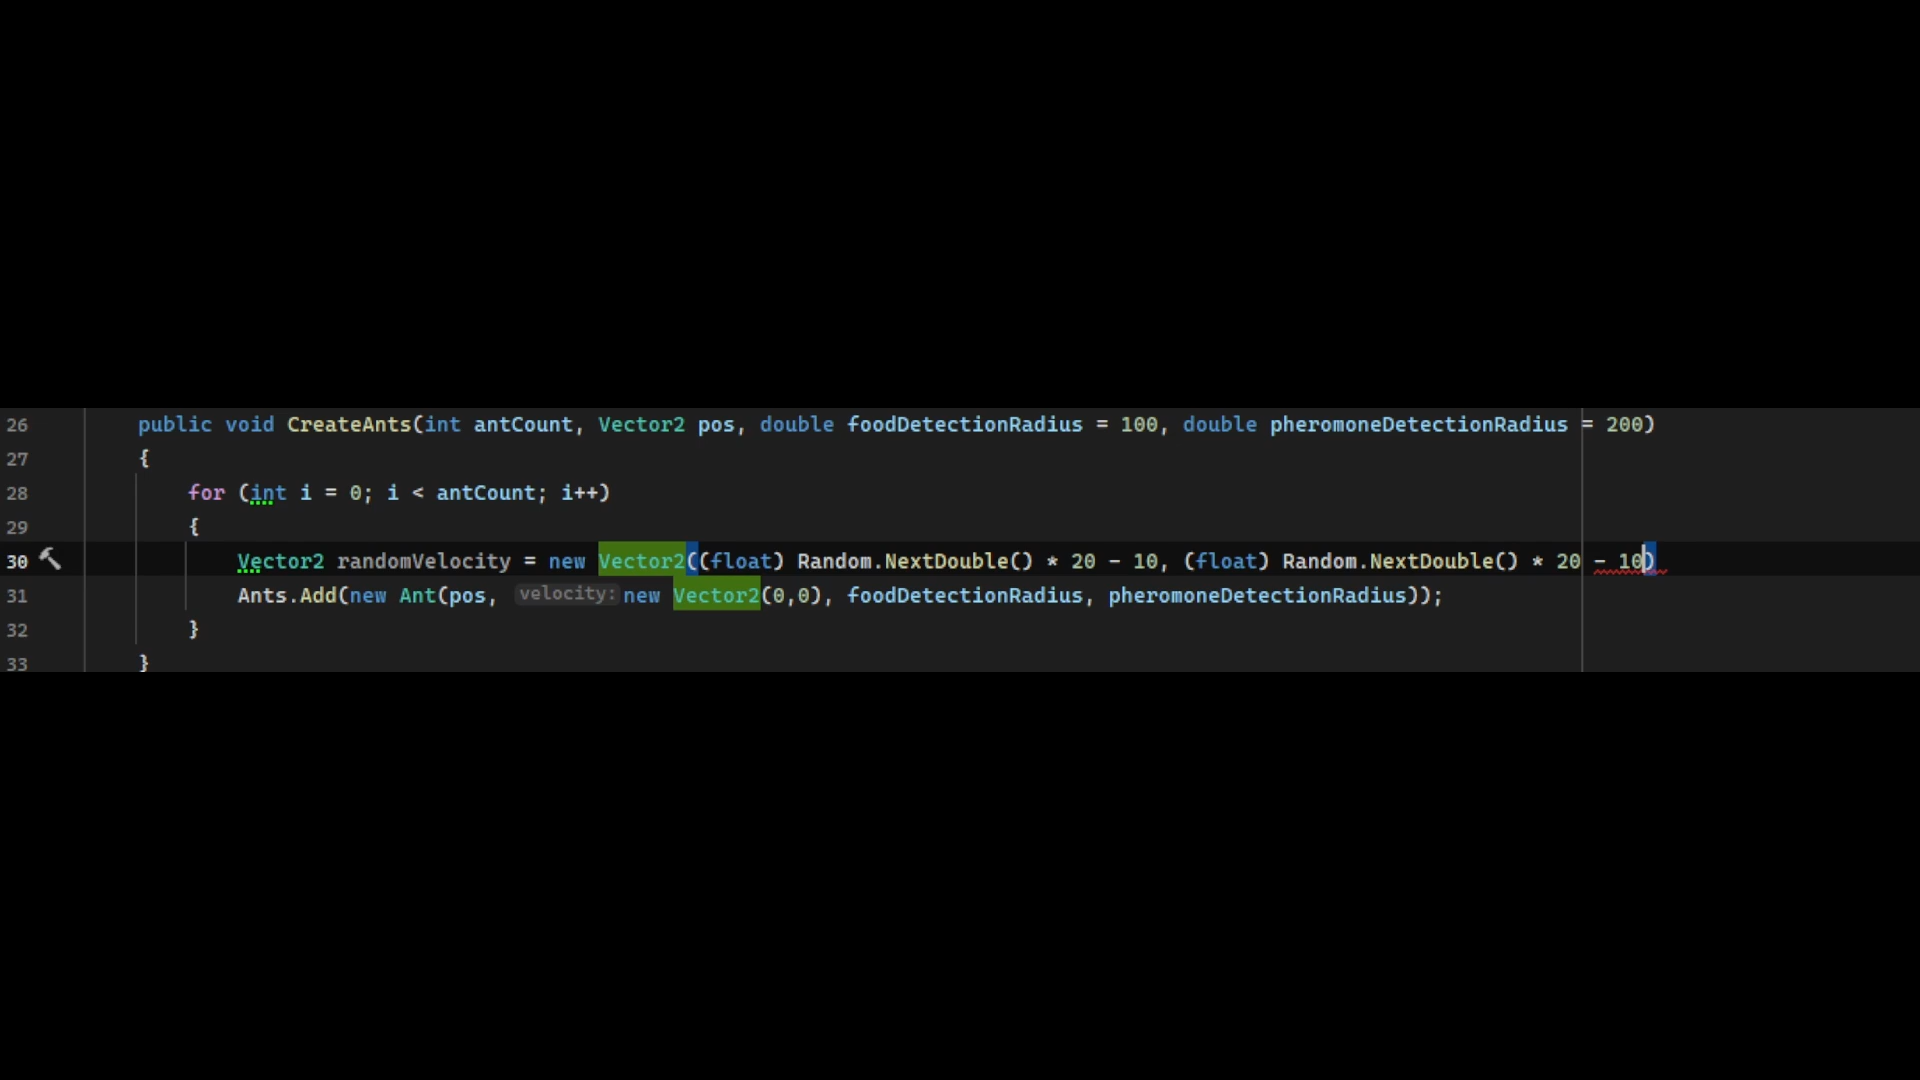 26 public void CreateAnts(int antCount, Vector2 pos, double foodDetectionRadius = 100, double pheromoneDetectionRadius = 200)
27 {
28 for (int i = 0; i < antCount; i++)
29 {
30 Vector2 randomVelocity = new Vector2((float) Random.NextDouble() * 20 - 10, (float) Random.NextDouble() * 20 - 10)
31 Ants.Add(new Ant(pos, velocity: new Vector2(0,0), foodDetectionRadius, pheromoneDetectionRadius));
32 }
33 }